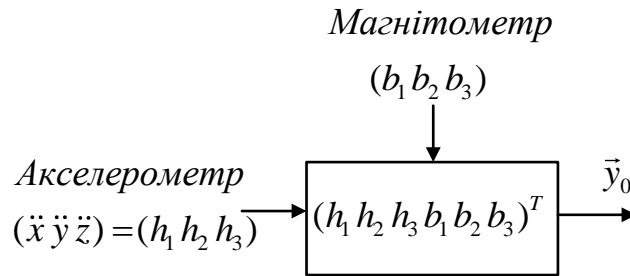 Магнітометр
(b₁ b₂ b₃)
Акселерометр
(ẍ ÿ z̈) = (h₁ h₂ h₃)
(h₁ h₂ h₃ b₁ b₂ b₃)ᵀ
y⃗₀